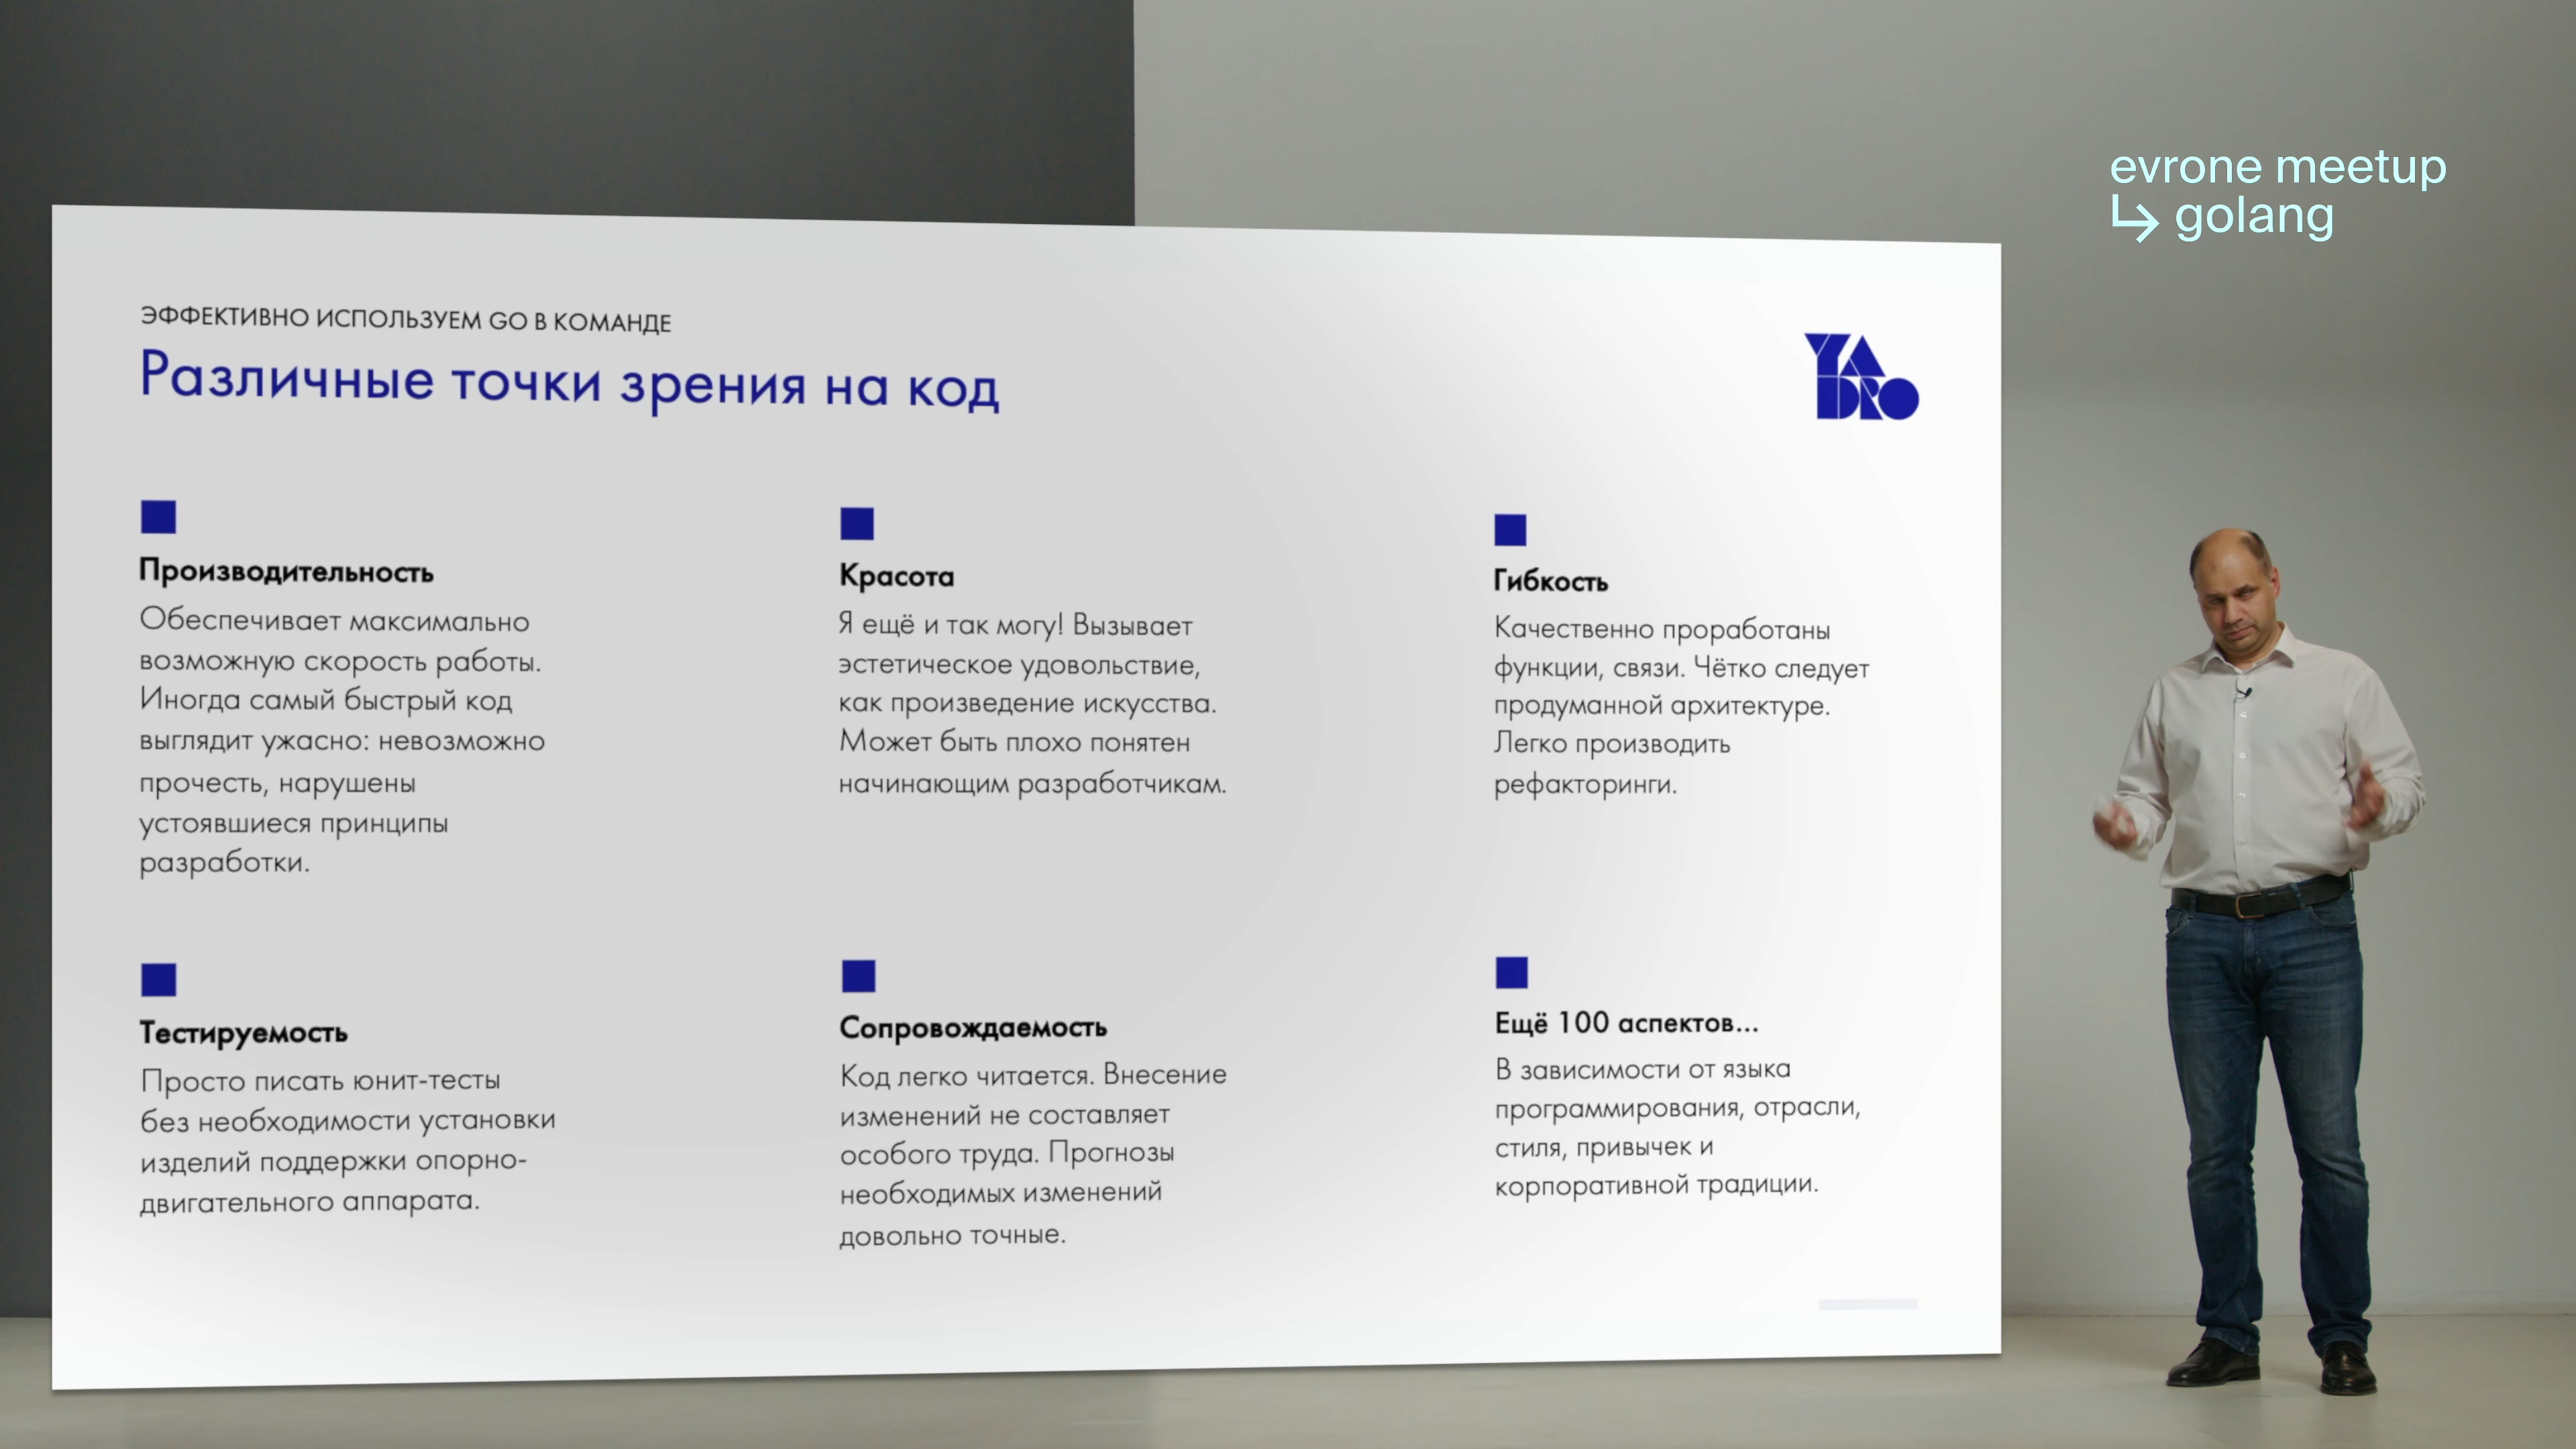 evrone meetup
↳ golang
ЭФФЕКТИВНО ИСПОЛЬЗУЕМ GO В КОМАНДЕ
Различные точки зрения на код
YADRO
Производительность
Обеспечивает максимально
возможную скорость работы.
Иногда самый быстрый код
выглядит ужасно: невозможно
прочесть, нарушены
устоявшиеся принципы
разработки.
Красота
Я ещё и так могу! Вызывает
эстетическое удовольствие,
как произведение искусства.
Может быть плохо понятен
начинающим разработчикам.
Гибкость
Качественно проработаны
функции, связи. Чётко следует
продуманной архитектуре.
Легко производить
рефакторинги.
Тестируемость
Просто писать юнит-тесты
без необходимости установки
изделий поддержки опорно-
двигательного аппарата.
Сопровождаемость
Код легко читается. Внесение
изменений не составляет
особого труда. Прогнозы
необходимых изменений
довольно точные.
Ещё 100 аспектов...
В зависимости от языка
программирования, отрасли,
стиля, привычек и
корпоративной традиции.